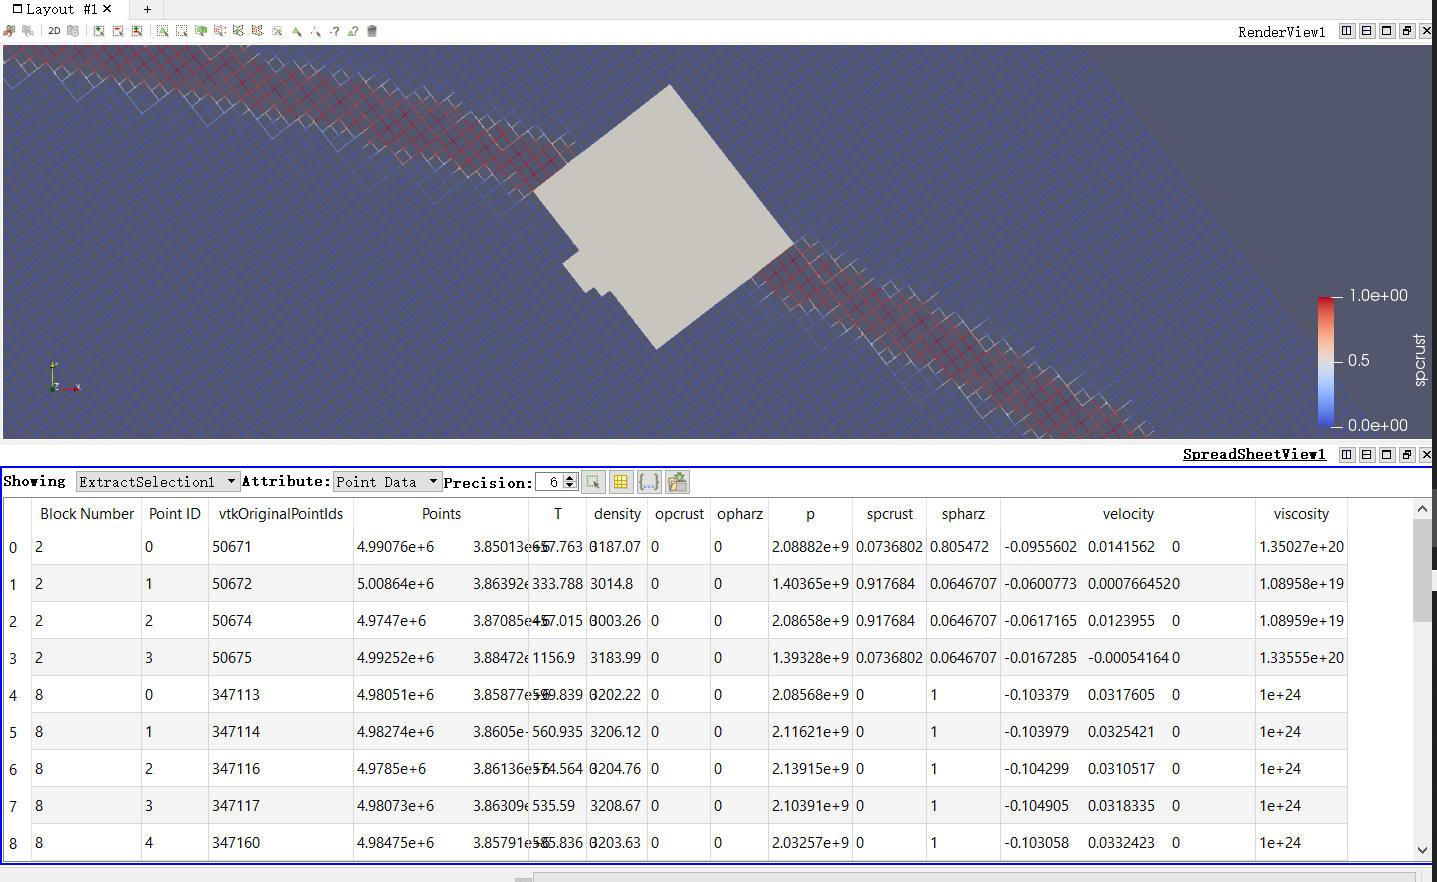 Layout #1 × +
2D
RenderView1
1.0e+00
0.5
0.0e+00
spcrust
Y
Z X
SpreadSheetView1
Showing ExtractSelection1 Attribute: Point Data Precision: 6
Block Number Point ID vtkOriginalPointIds Points T density opcrust opharz p spcrust spharz velocity viscosity
0 2 0 50671 4.99076e+6 3.85013e+6 7.763 3187.07 0 0 2.08882e+9 0.0736802 0.805472 -0.0955602 0.0141562 0 1.35027e+20
1 2 1 50672 5.00864e+6 3.86392e 333.788 3014.8 0 0 1.40365e+9 0.917684 0.0646707 -0.0600773 0.000766452 0 1.08958e+19
2 2 2 50674 4.9747e+6 3.87085e+6 457.015 3003.26 0 0 2.08658e+9 0.917684 0.0646707 -0.0617165 0.0123955 0 1.08959e+19
3 2 3 50675 4.99252e+6 3.88472e 1156.9 3183.99 0 0 1.39328e+9 0.0736802 0.0646707 -0.0167285 -0.00054164 0 1.33555e+20
4 8 0 347113 4.98051e+6 3.85877e+6 599.839 3202.22 0 0 2.08568e+9 0 1 -0.103379 0.0317605 0 1e+24
5 8 1 347114 4.98274e+6 3.8605e 560.935 3206.12 0 0 2.11621e+9 0 1 -0.103979 0.0325421 0 1e+24
6 8 2 347116 4.9785e+6 3.86136e+6 574.564 3204.76 0 0 2.13915e+9 0 1 -0.104299 0.0310517 0 1e+24
7 8 3 347117 4.98073e+6 3.86309e 535.59 3208.67 0 0 2.10391e+9 0 1 -0.104905 0.0318335 0 1e+24
8 8 4 347160 4.98475e+6 3.85791e+6 585.836 3203.63 0 0 2.03257e+9 0 1 -0.103058 0.0332423 0 1e+24